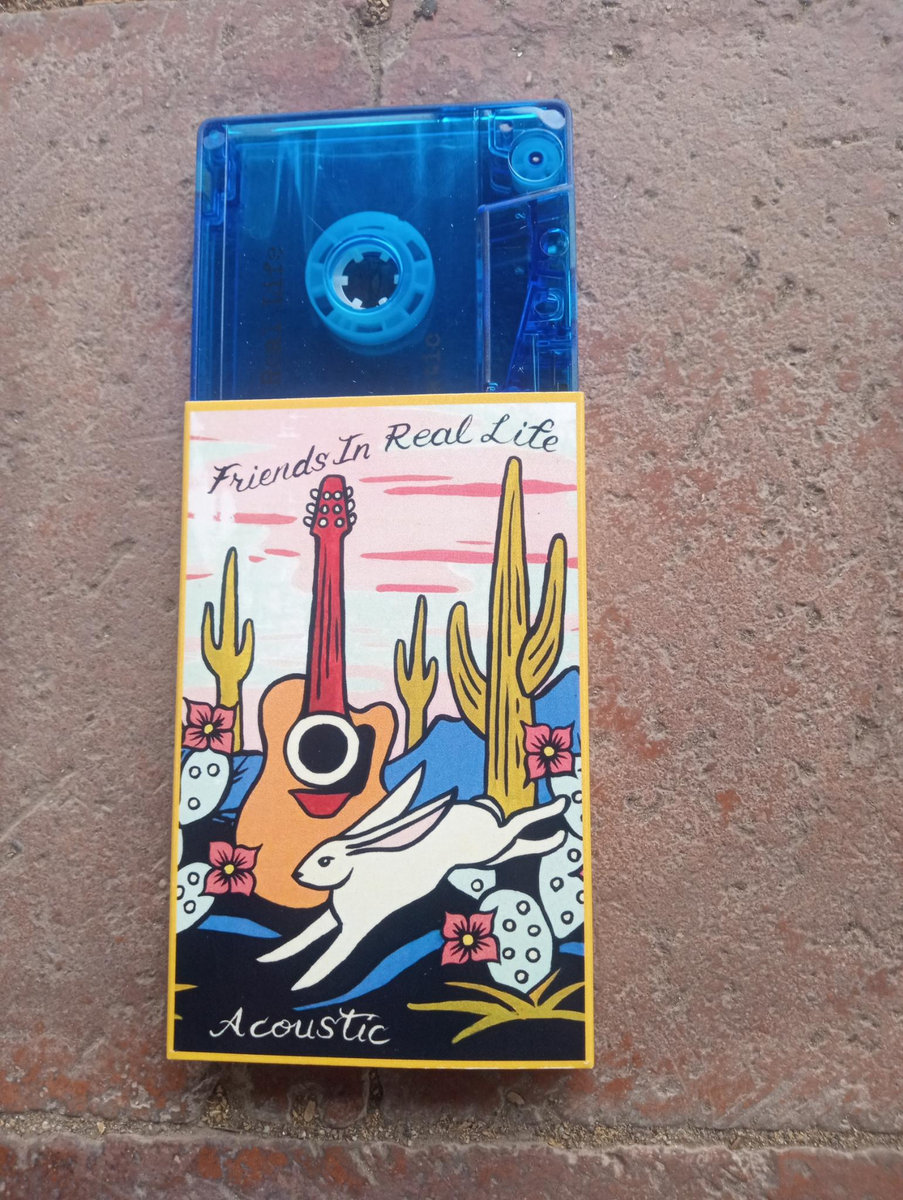 Friends In Real Life
Acoustic